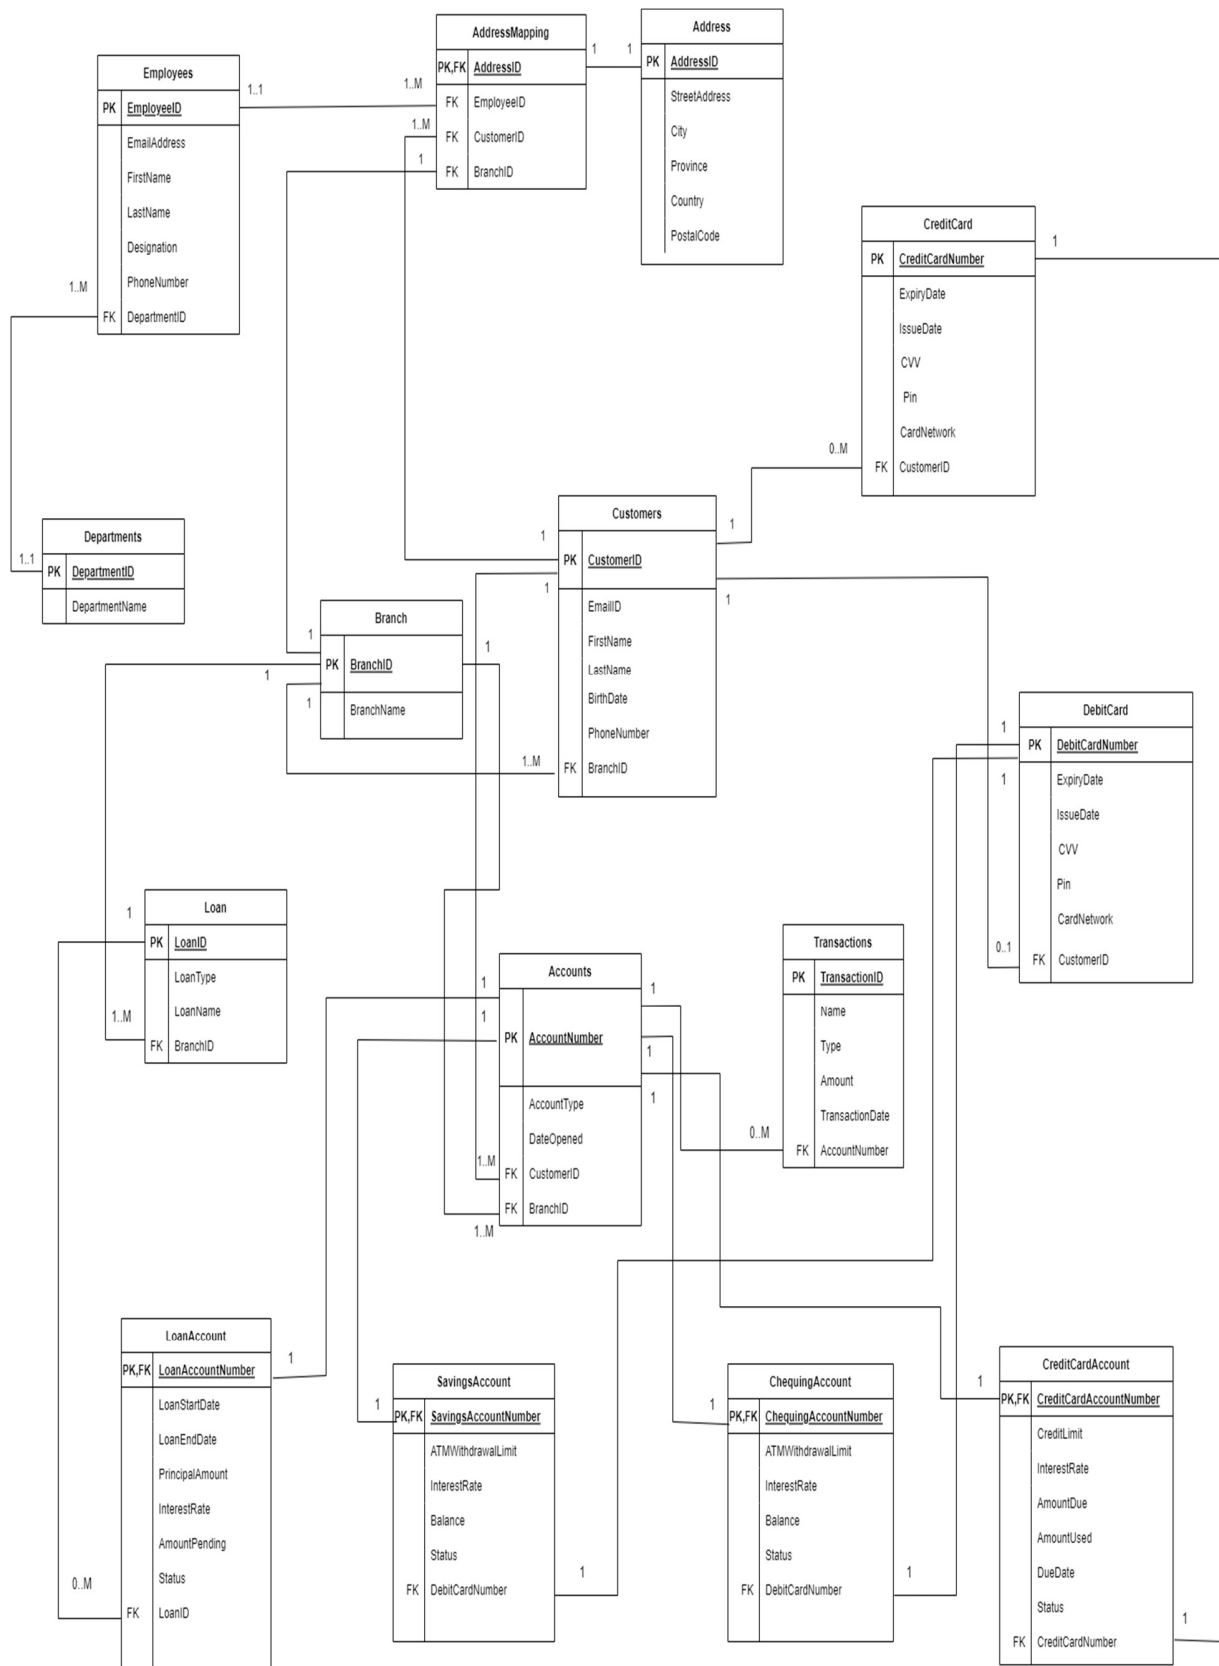 Employees
PK EmployeeID
EmailAddress
FirstName
LastName
Designation
PhoneNumber
FK DepartmentID
1..1
1..M
1..M
1..1
AddressMapping
PK,FK AddressID
FK EmployeeID
FK CustomerID
FK BranchID
1..M
1
1
1
Address
PK AddressID
StreetAddress
City
Province
Country
PostalCode
CreditCard
PK CreditCardNumber
ExpiryDate
IssueDate
CVV
Pin
CardNetwork
FK CustomerID
1
0..M
Departments
PK DepartmentID
DepartmentName
Branch
PK BranchID
BranchName
1
1
1
1
Customers
PK CustomerID
EmailID
FirstName
LastName
BirthDate
PhoneNumber
FK BranchID
1
1
1
1
1..M
DebitCard
PK DebitCardNumber
ExpiryDate
IssueDate
CVV
Pin
CardNetwork
FK CustomerID
1
1
0..1
Loan
PK LoanID
LoanType
LoanName
FK BranchID
1
1..M
Accounts
PK AccountNumber
AccountType
DateOpened
FK CustomerID
FK BranchID
1
1
1
1
1
1..M
1..M
Transactions
PK TransactionID
Name
Type
Amount
TransactionDate
FK AccountNumber
0..M
LoanAccount
PK,FK LoanAccountNumber
LoanStartDate
LoanEndDate
PrincipalAmount
InterestRate
AmountPending
Status
FK LoanID
1
0..M
SavingsAccount
PK,FK SavingsAccountNumber
ATMWithdrawalLimit
InterestRate
Balance
Status
FK DebitCardNumber
1
1
ChequingAccount
PK,FK ChequingAccountNumber
ATMWithdrawalLimit
InterestRate
Balance
Status
FK DebitCardNumber
1
1
CreditCardAccount
PK,FK CreditCardAccountNumber
CreditLimit
InterestRate
AmountDue
AmountUsed
DueDate
Status
FK CreditCardNumber
1
1